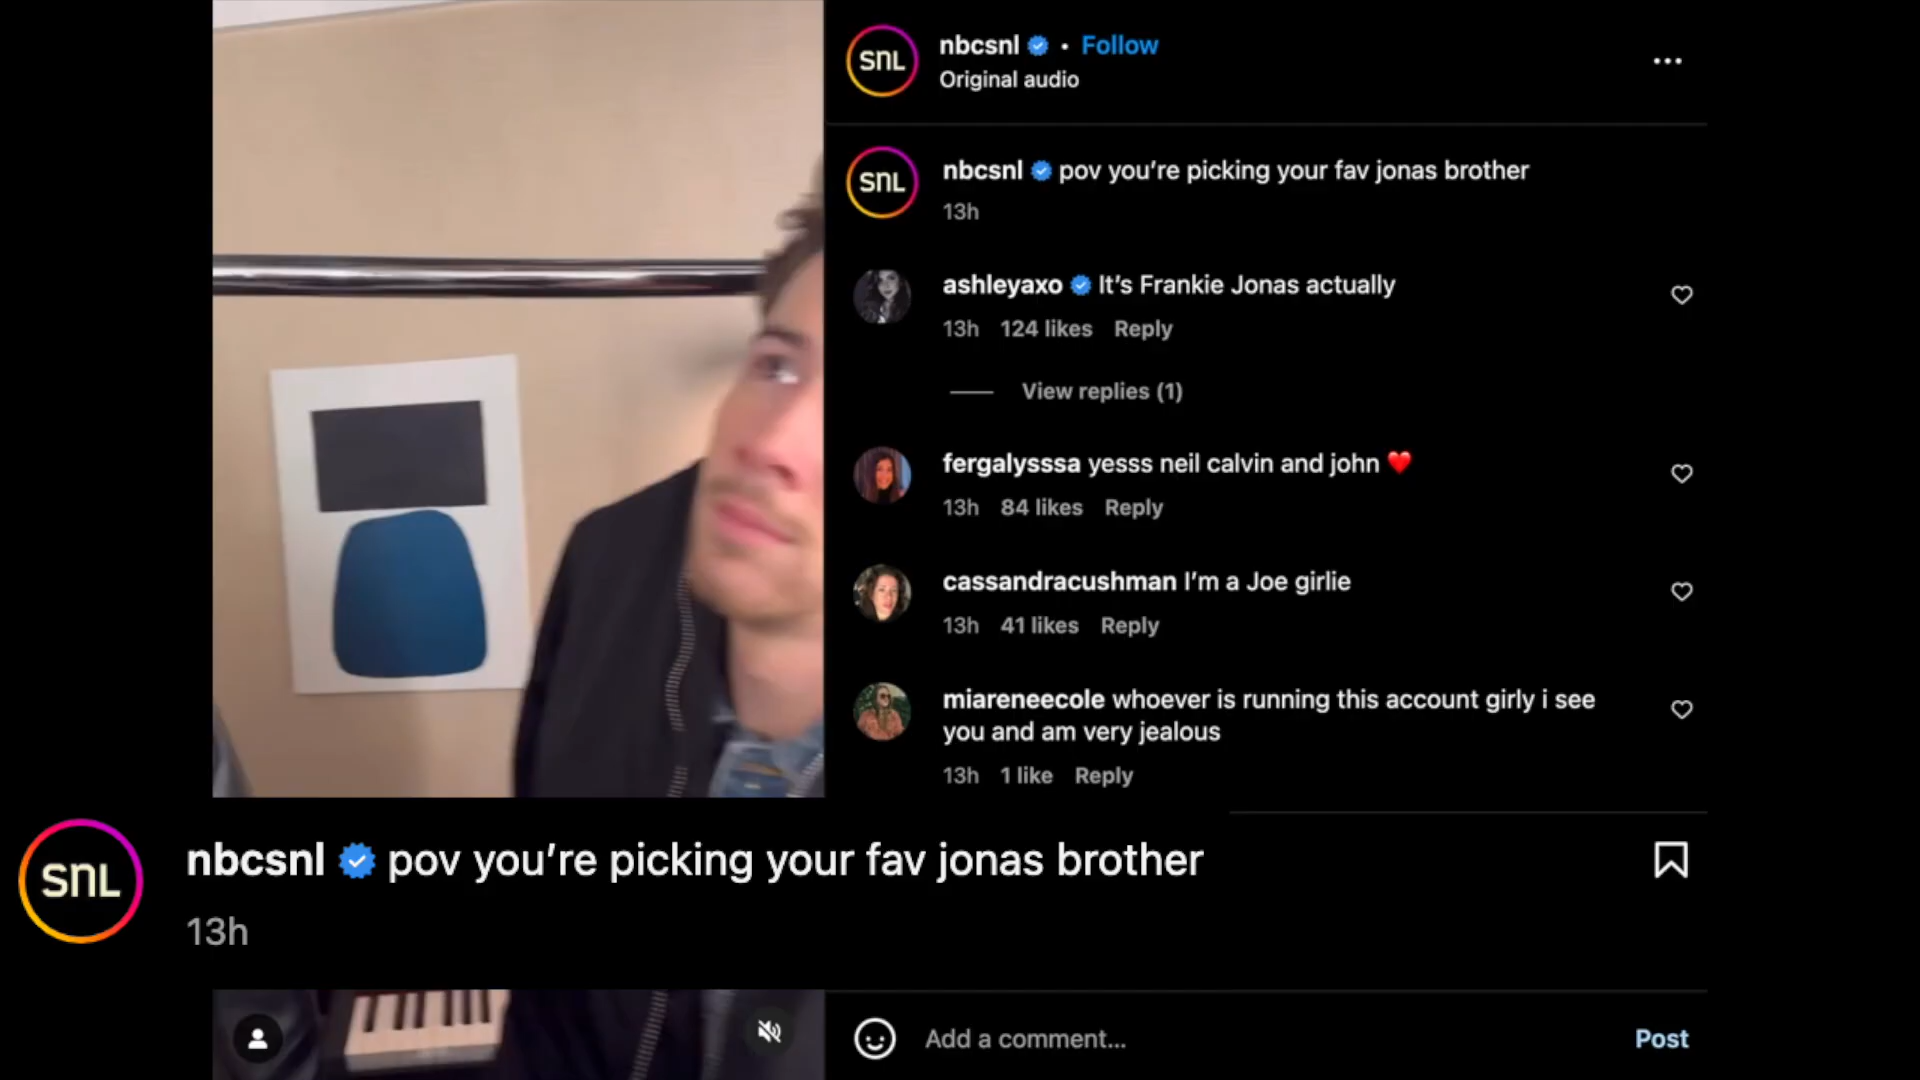 SNL
nbcsnl • Follow
Original audio
SNL
nbcsnl pov you’re picking your fav jonas brother
13h
ashleyaxo It’s Frankie Jonas actually
13h 124 likes Reply
View replies (1)
fergalysssa yesss neil calvin and john ❤️
13h 84 likes Reply
cassandracushman I’m a Joe girlie
13h 41 likes Reply
miareneecole whoever is running this account girly i see
you and am very jealous
13h 1 like Reply
SNL
nbcsnl pov you’re picking your fav jonas brother
13h
Add a comment...
Post